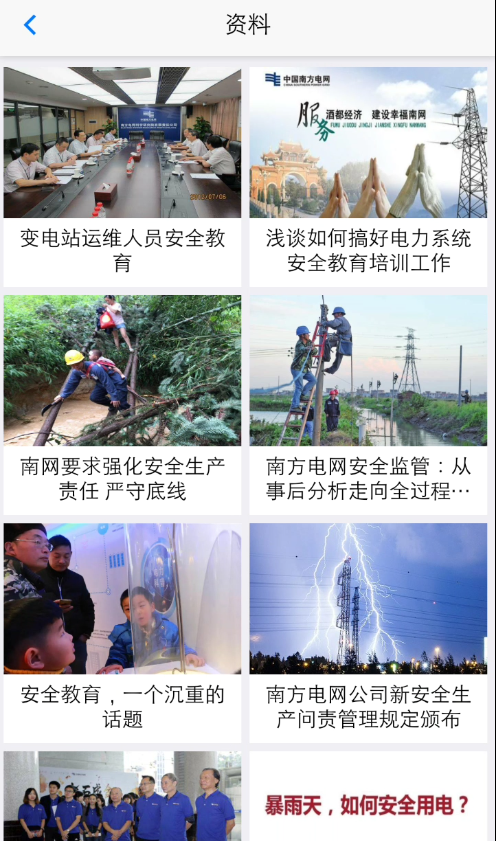 资料
中国南方电网
服务
酒都经济 建设幸福南网
FUWU JIUDOU JINGJI JIANSHE XINGFU NANWANG
变电站运维人员安全教
育
浅谈如何搞好电力系统
安全教育培训工作
南网要求强化安全生产
责任 严守底线
南方电网安全监管：从
事后分析走向全过程…
安全教育，一个沉重的
话题
南方电网公司新安全生
产问责管理规定颁布
暴雨天，如何安全用电？